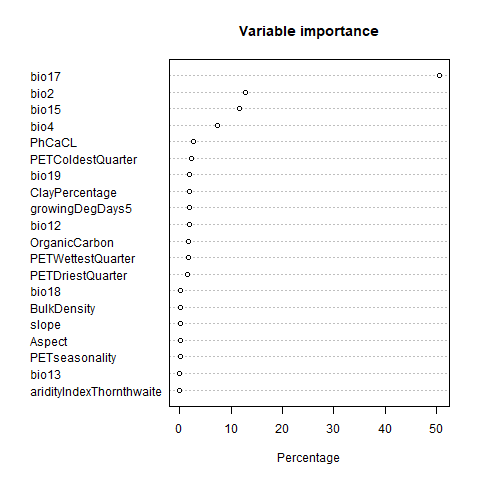 Variable importance
bio17
bio2
bio15
bio4
PhCaCL
PETColdestQuarter
bio19
ClayPercentage
growingDegDays5
bio12
OrganicCarbon
PETWettestQuarter
PETDriestQuarter
bio18
BulkDensity
slope
Aspect
PETseasonality
bio13
aridityIndexThornthwaite
0 10 20 30 40 50
Percentage